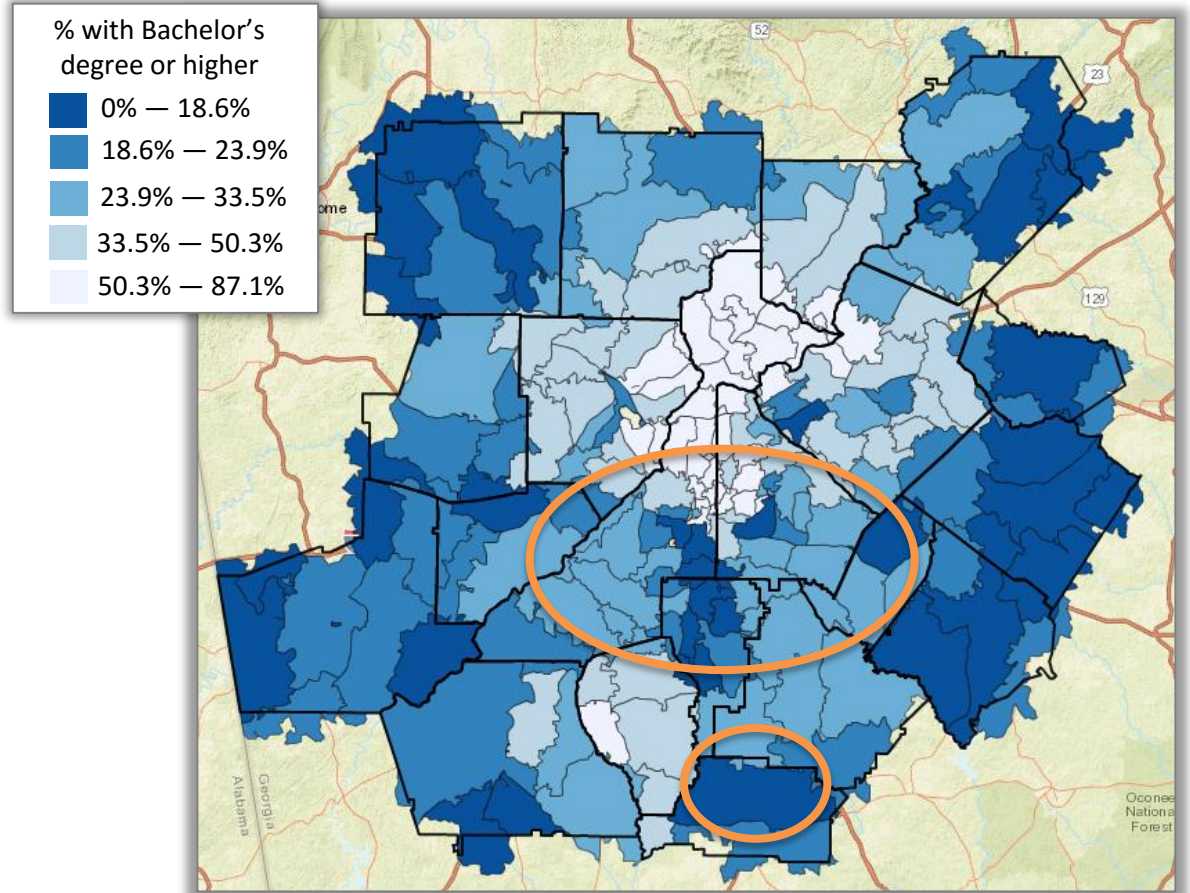 % with Bachelor's
degree or higher
0% — 18.6%
18.6% — 23.9%
23.9% — 33.5%
33.5% — 50.3%
50.3% — 87.1%
52
23
ome
129
Alabama
Georgia
Oconee
Nationa
Forest